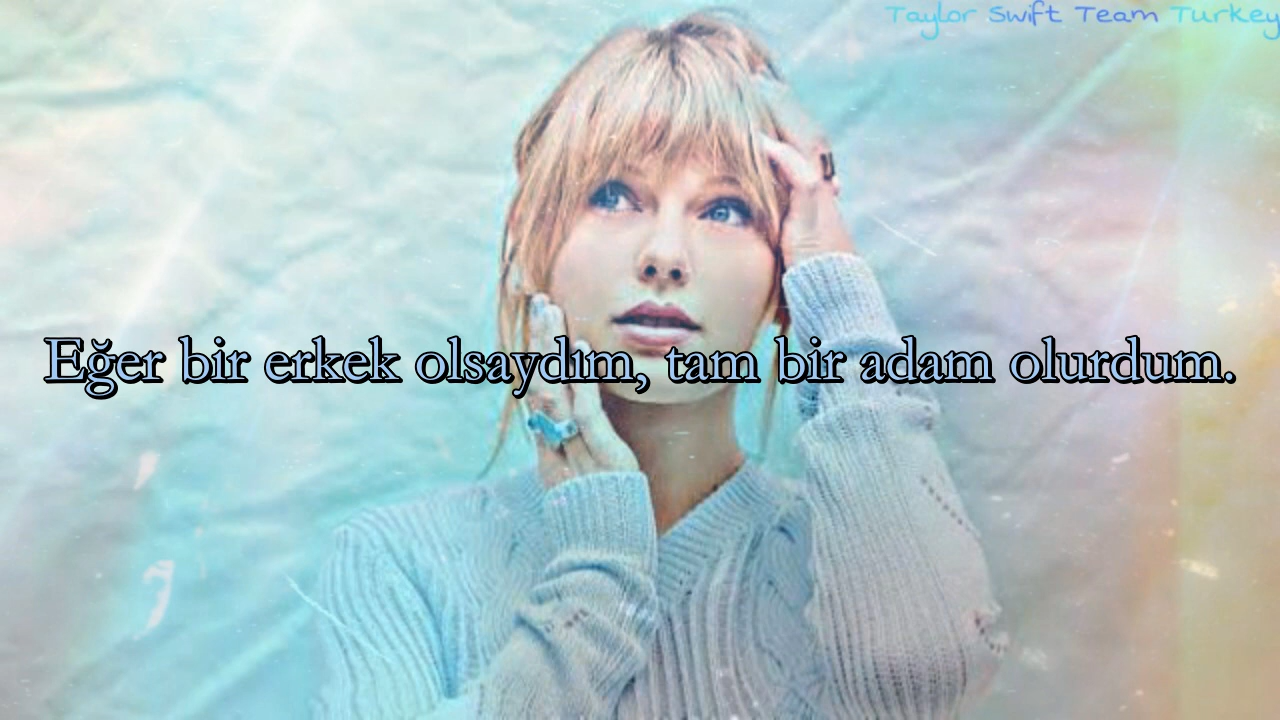 Taylor Swift Team Turkey
Eğer bir erkek olsaydım, tam bir adam olurdum.